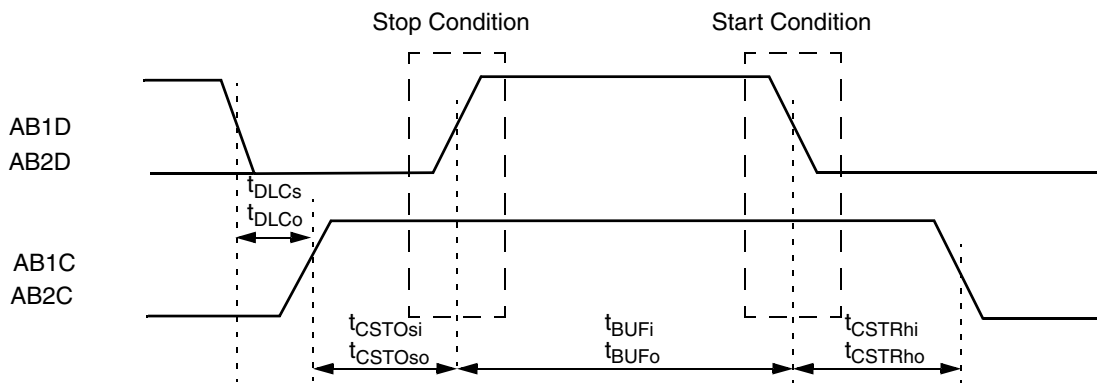 Stop Condition
Start Condition
AB1D
AB2D
tDLCs
tDLCo
AB1C
AB2C
tCSTOsi
tCSTOso
tBUFi
tBUFo
tCSTRhi
tCSTRho